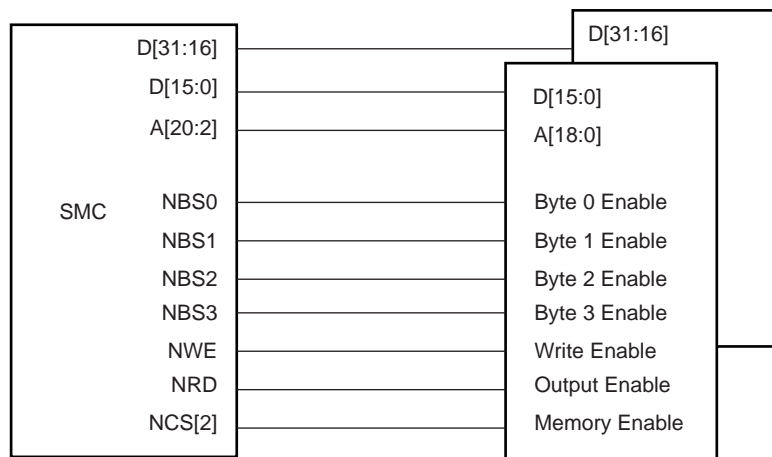 D[31:16] D[31:16]
D[15:0] D[15:0]
A[20:2] A[18:0]
SMC NBS0 Byte 0 Enable
NBS1 Byte 1 Enable
NBS2 Byte 2 Enable
NBS3 Byte 3 Enable
NWE Write Enable
NRD Output Enable
NCS[2] Memory Enable